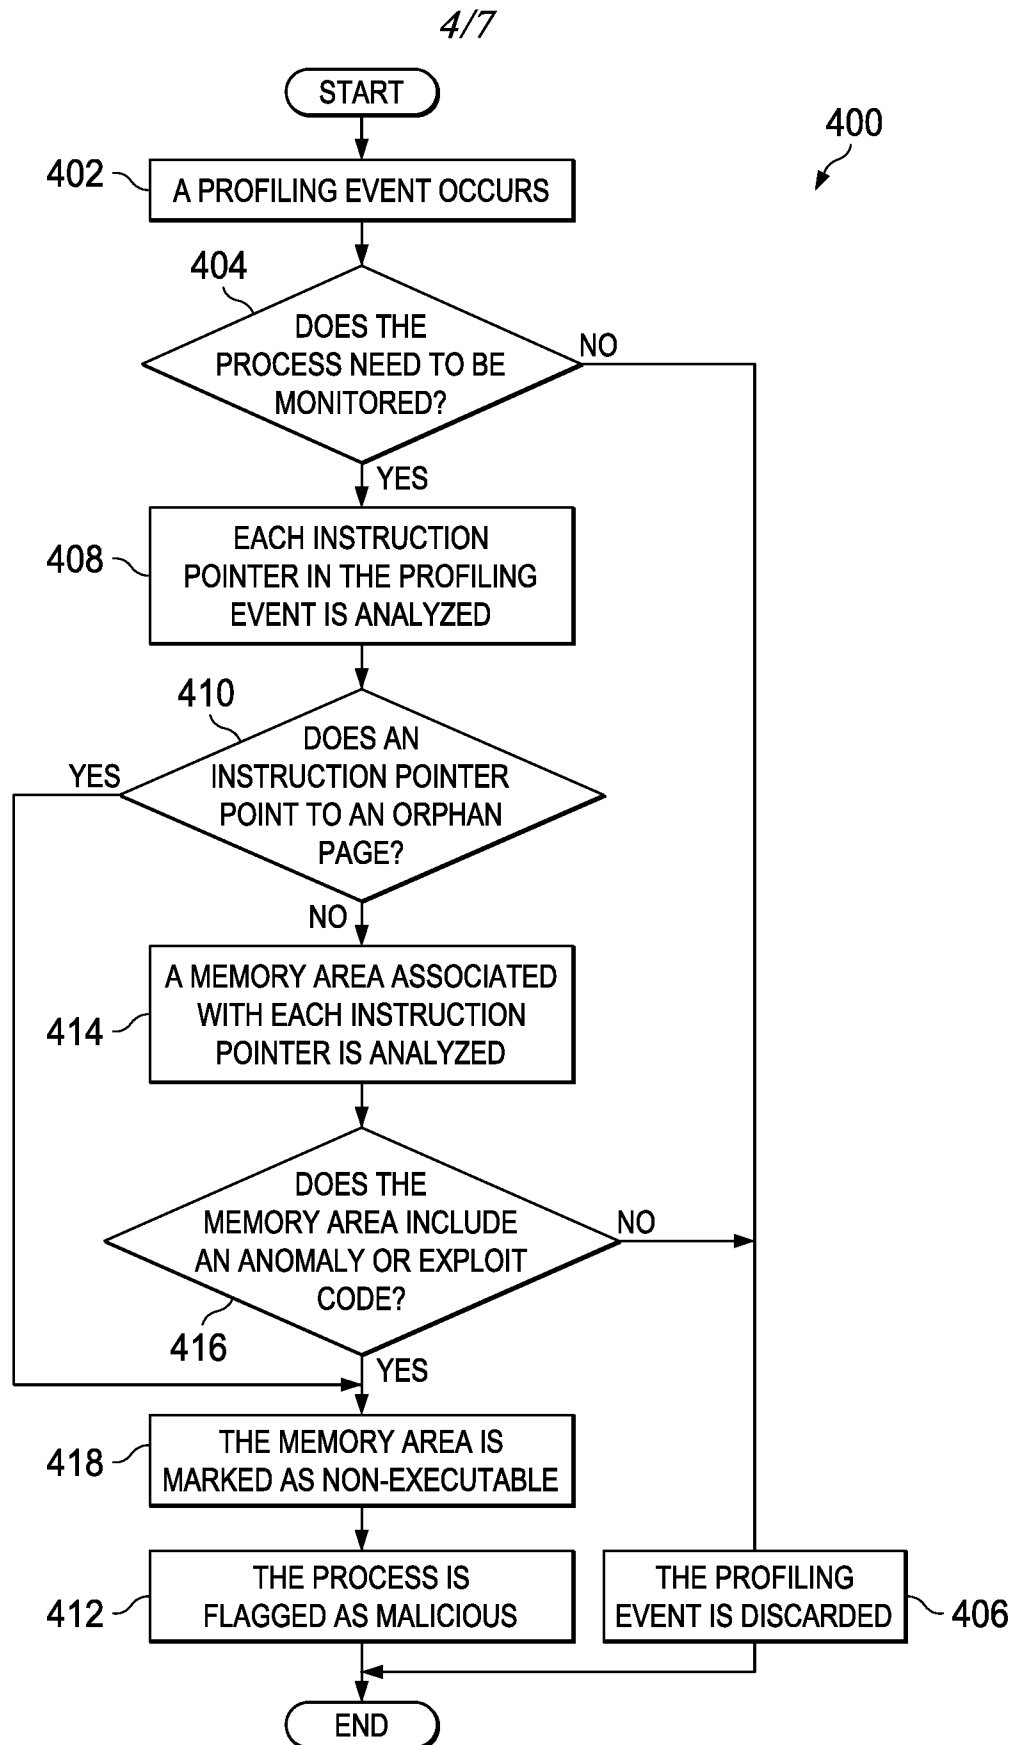 4/7
START
400
402
A PROFILING EVENT OCCURS
404
DOES THE
PROCESS NEED TO BE
MONITORED?
NO
YES
408
EACH INSTRUCTION
POINTER IN THE PROFILING
EVENT IS ANALYZED
410
DOES AN
INSTRUCTION POINTER
POINT TO AN ORPHAN
PAGE?
YES
NO
414
A MEMORY AREA ASSOCIATED
WITH EACH INSTRUCTION
POINTER IS ANALYZED
DOES THE
MEMORY AREA INCLUDE
AN ANOMALY OR EXPLOIT
CODE?
NO
416
YES
418
THE MEMORY AREA IS
MARKED AS NON-EXECUTABLE
412
THE PROCESS IS
FLAGGED AS MALICIOUS
THE PROFILING
EVENT IS DISCARDED
406
END